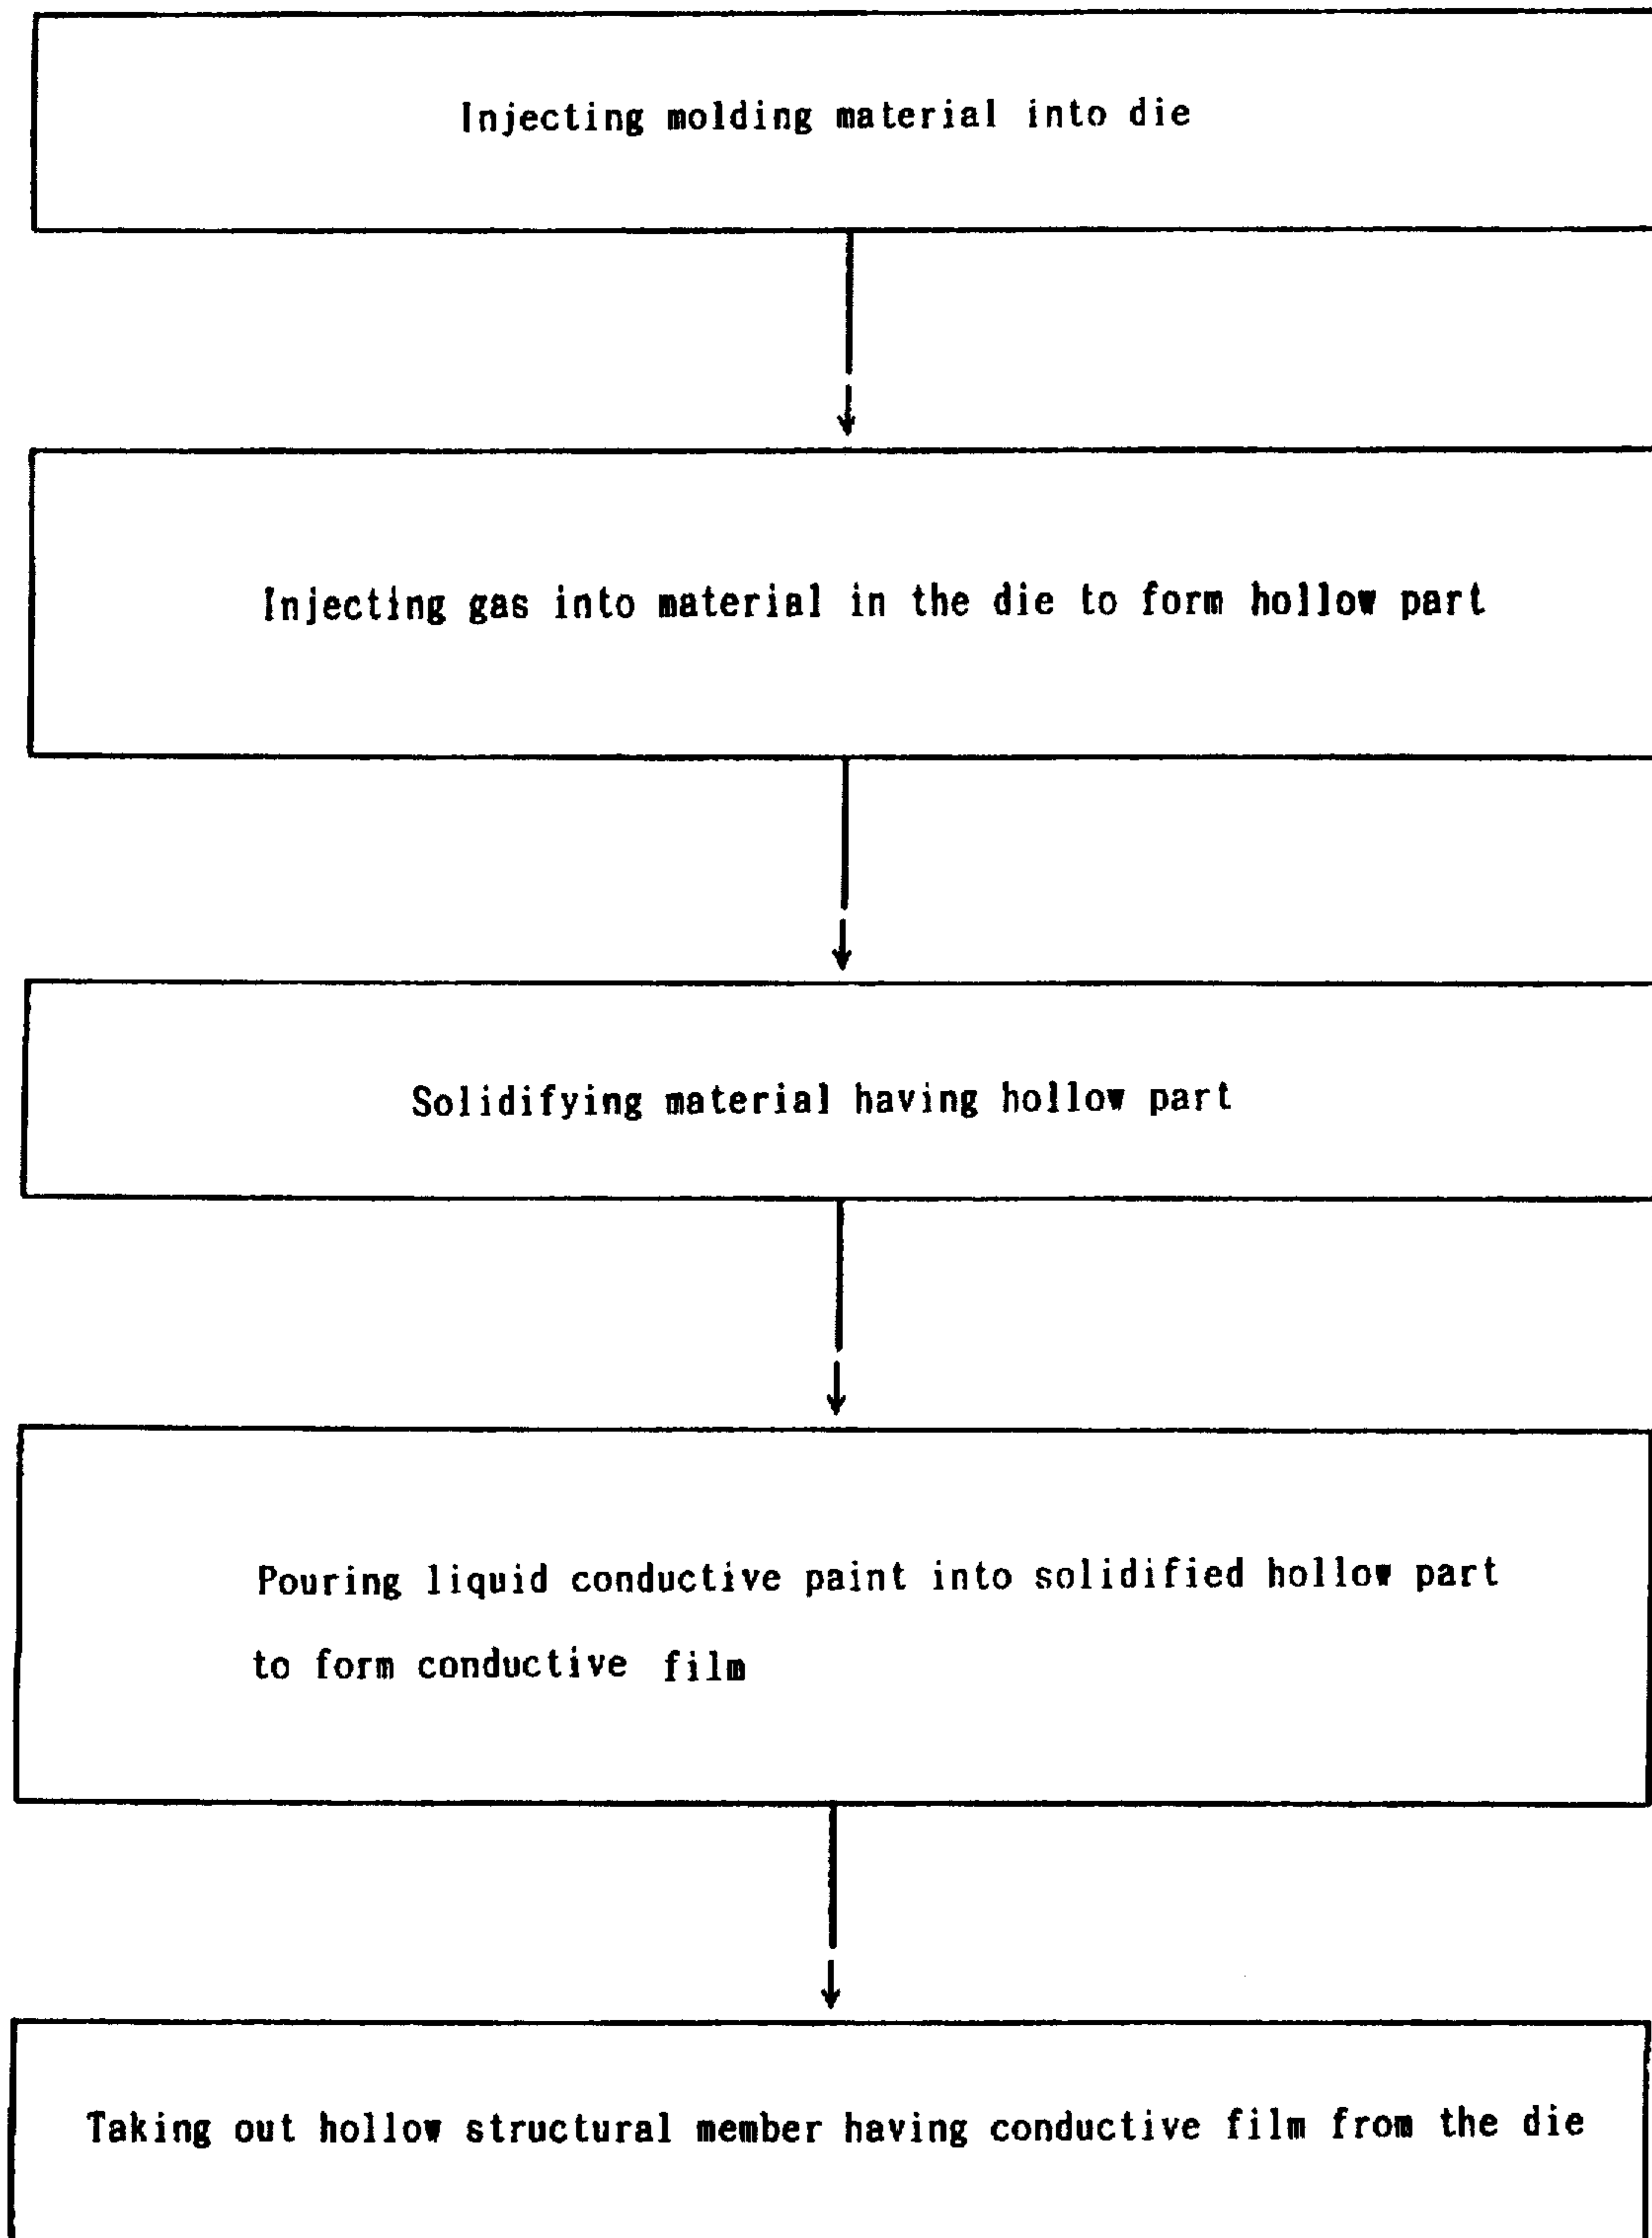 Injecting molding material into die
Injecting gas into material in the die to form hollow part
Solidifying material having hollow part
Pouring liquid conductive paint into solidified hollow part
to form conductive film
Taking out hollow structural member having conductive film from the die